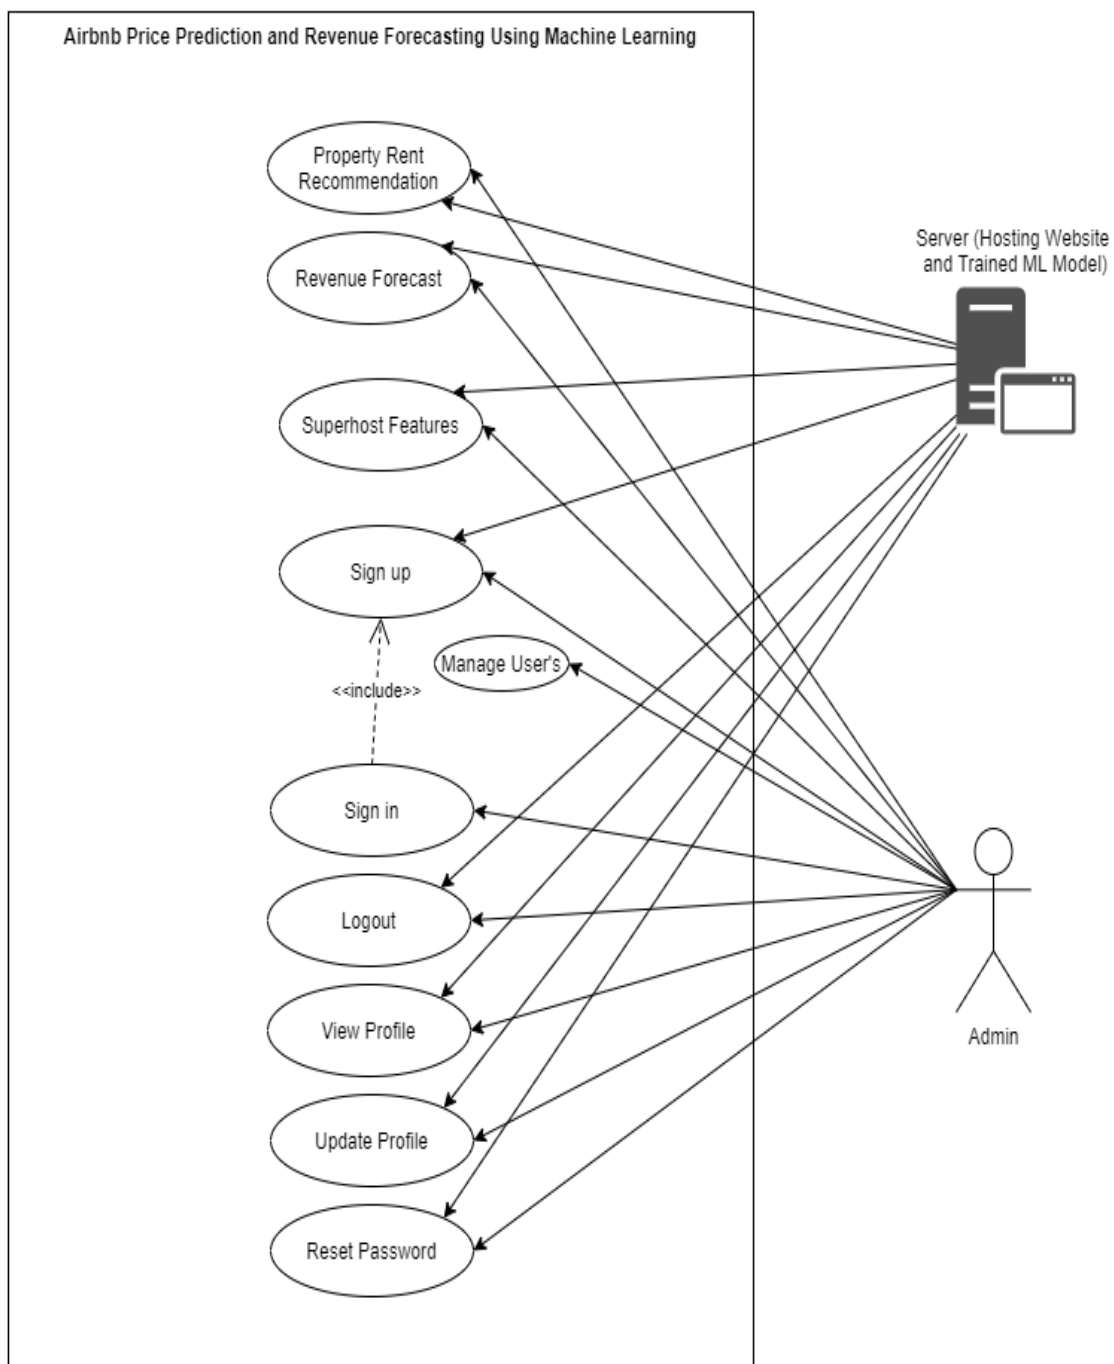 Airbnb Price Prediction and Revenue Forecasting Using Machine Learning
Property Rent
Recommendation
Server (Hosting Website
and Trained ML Model)
Revenue Forecast
Superhost Features
Sign up
Manage User's
<<include>>
Sign in
Logout
View Profile
Admin
Update Profile
Reset Password